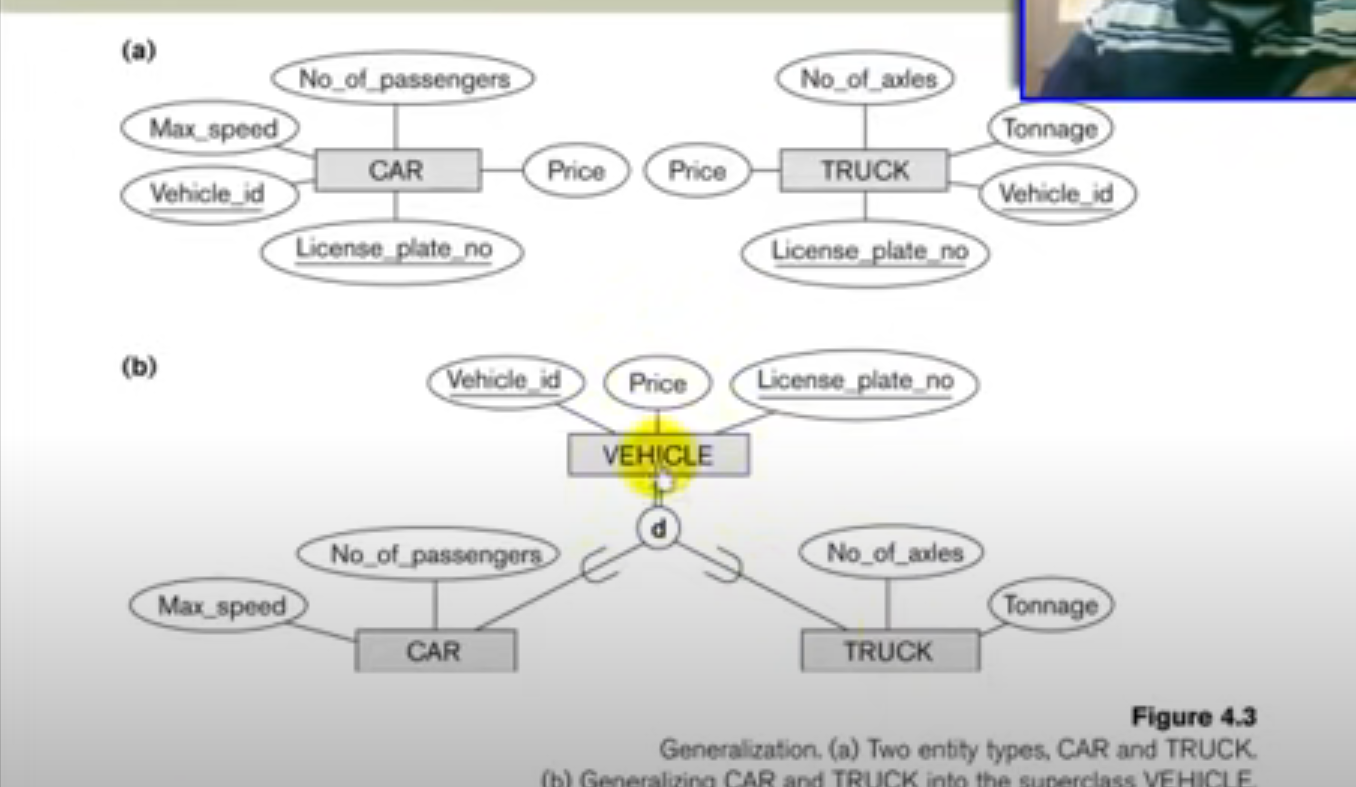 (a)
No_of_passengers
No_of_axles
Max_speed
Tonnage
CAR
Price
Price
TRUCK
Vehicle_id
Vehicle_id
License_plate_no
License_plate_no
(b)
Vehicle_id
Price
License_plate_no
VEHICLE
d
No_of_passengers
No_of_axles
Max_speed
Tonnage
CAR
TRUCK
Figure 4.3
Generalization. (a) Two entity types, CAR and TRUCK.
(b) Generalizing CAR and TRUCK into the superclass VEHICLE.